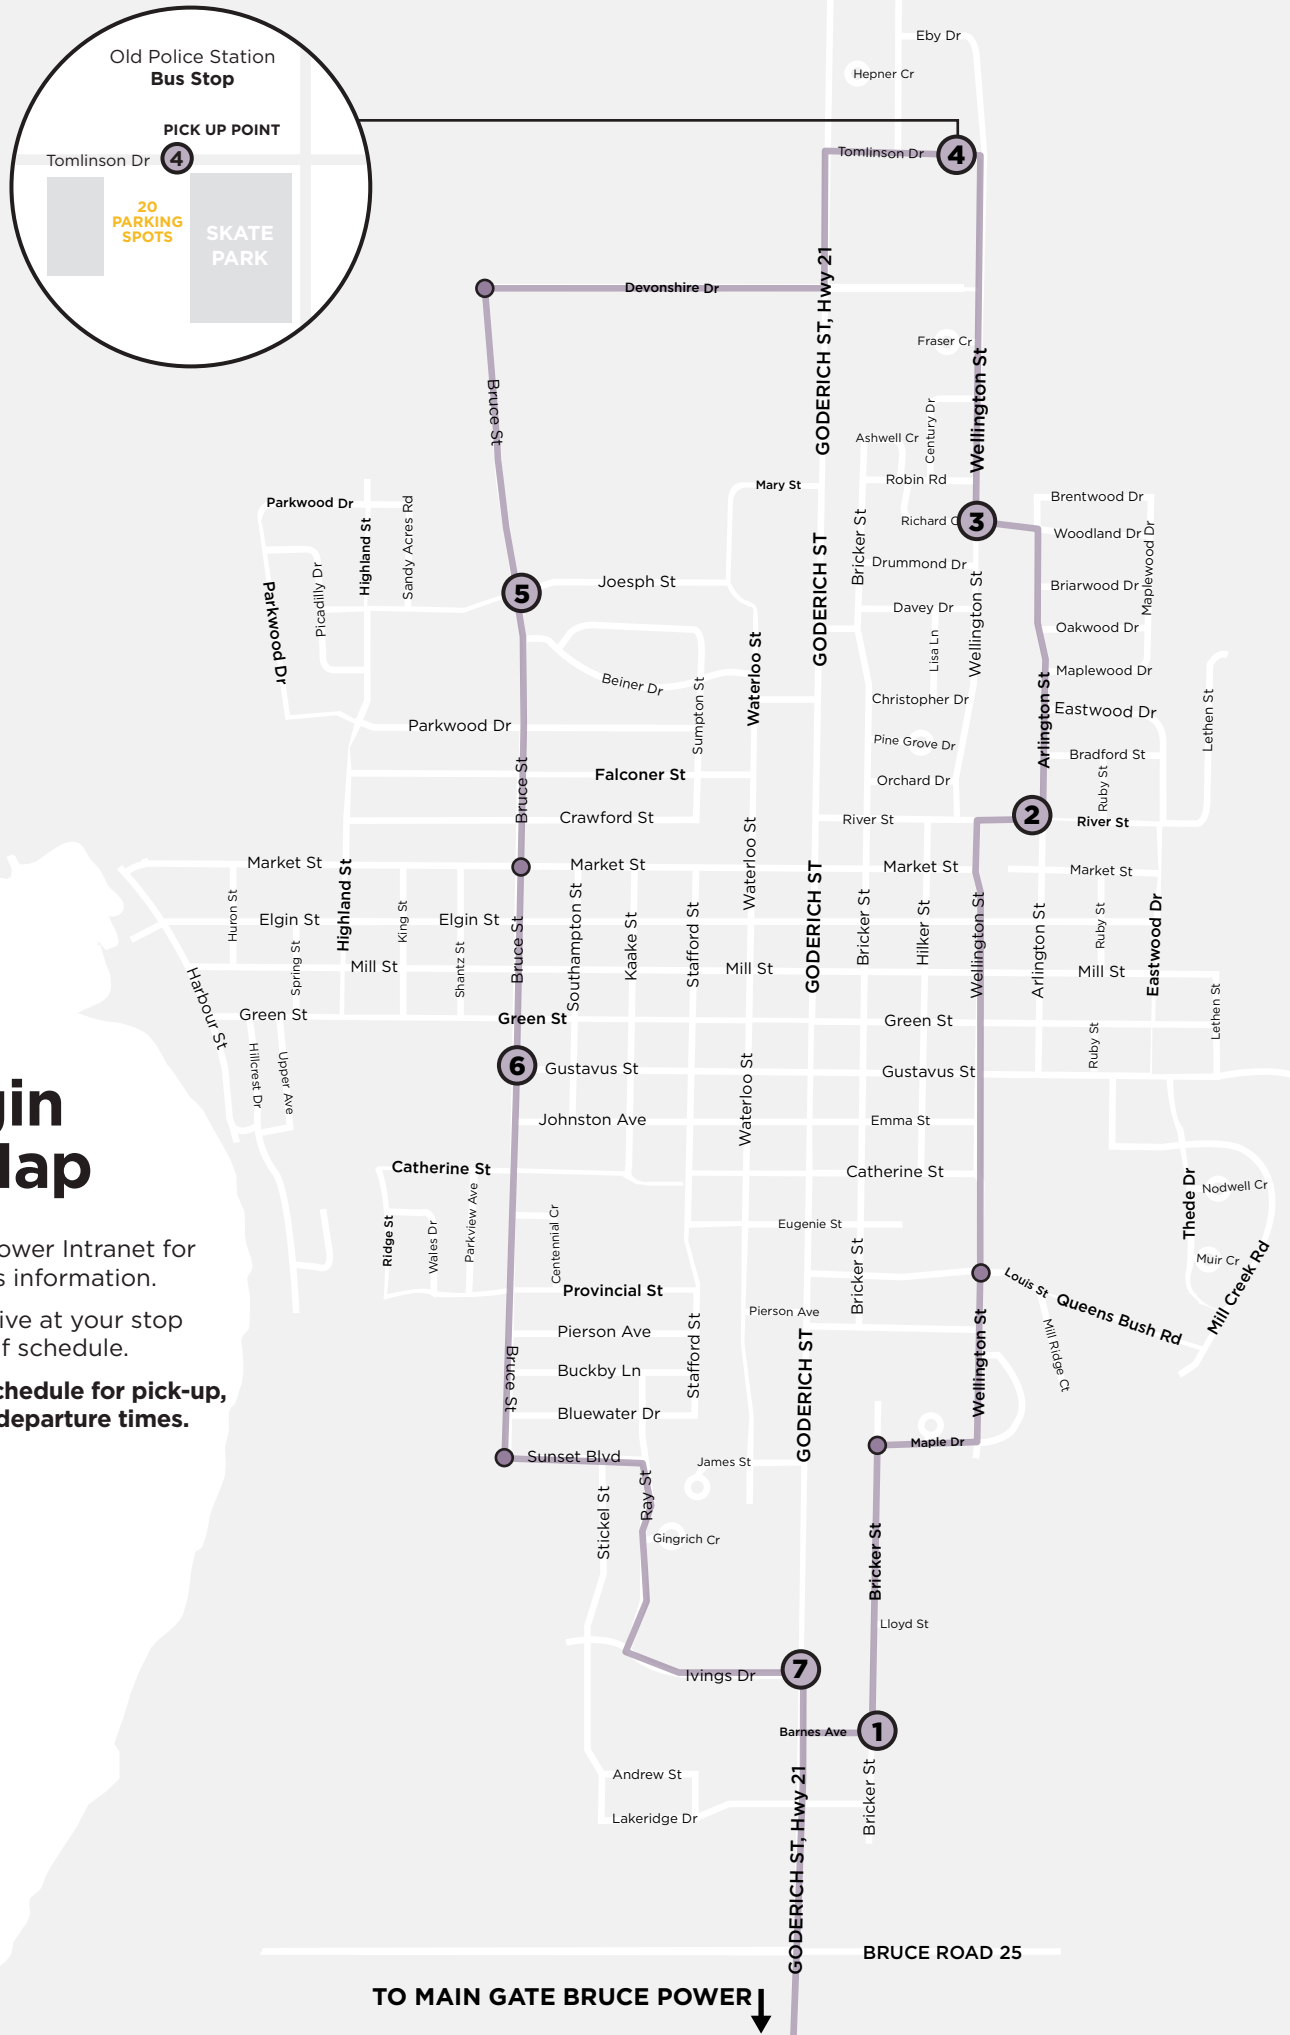 Old Police Station
Bus Stop
PICK UP POINT
Tomlinson Dr
4
20
PARKING
SPOTS
SKATE
PARK
Eby Dr
Hepner Cr
Tomlinson Dr
4
Devonshire Dr
GODERICH ST, Hwy 21
Fraser Cr
Wellington St
Bruce St
Century Dr
Ashwell Cr
Robin Rd
Mary St
Parkwood Dr
Highland St
Sandy Acres Rd
Bricker St
Richard C
3
Brentwood Dr
Woodland Dr
Maplewood Dr
GODERICH ST
Drummond Dr
Picadilly Dr
Parkwood Dr
5
Joesph St
Briarwood Dr
Davey Dr
Wellington St
Lisa Ln
Oakwood Dr
Waterloo St
Beiner Dr
Sumpton St
Maplewood Dr
Arlington St
Christopher Dr
Eastwood Dr
Lethen St
Parkwood Dr
Pine Grove Dr
Bradford St
Falconer St
Orchard Dr
Ruby St
Bruce St
Crawford St
River St
2
River St
Waterloo St
Market St
Market St
Market St
Market St
GODERICH ST
Highland St
Huron St
Elgin St
King St
Elgin St
Bruce St
Southampton St
Kaake St
Stafford St
Bricker St
Hilker St
Wellington St
Arlington St
Ruby St
Eastwood Dr
Spring St
Mill St
Shantz St
Mill St
Mill St
Harbour St
Green St
Green St
Green St
Lethen St
Ruby St
Hillcrest Dr
Upper Ave
6
Gustavus St
Waterloo St
Gustavus St
gin
Map
Johnston Ave
Emma St
Catherine St
Catherine St
Thede Dr
Nodwell Cr
Ridge St
Wales Dr
Parkview Ave
Centennial Cr
Eugenie St
Bricker St
Muir Cr
Mill Creek Rd
ower Intranet for
s information.
Louis St
Queens Bush Rd
Provincial St
Pierson Ave
Wellington St
Mill Ridge Ct
ive at your stop
f schedule.
Pierson Ave
Stafford St
GODERICH ST
Bruce St
Buckby Ln
chedule for pick-up,
departure times.
Bluewater Dr
Maple Dr
Sunset Blvd
James St
Ray St
Stickel St
Gingrich Cr
Bricker St
Lloyd St
Ivings Dr
7
Barnes Ave
1
Andrew St
Bricker St
Lakeridge Dr
GODERICH ST, Hwy 21
BRUCE ROAD 25
TO MAIN GATE BRUCE POWER